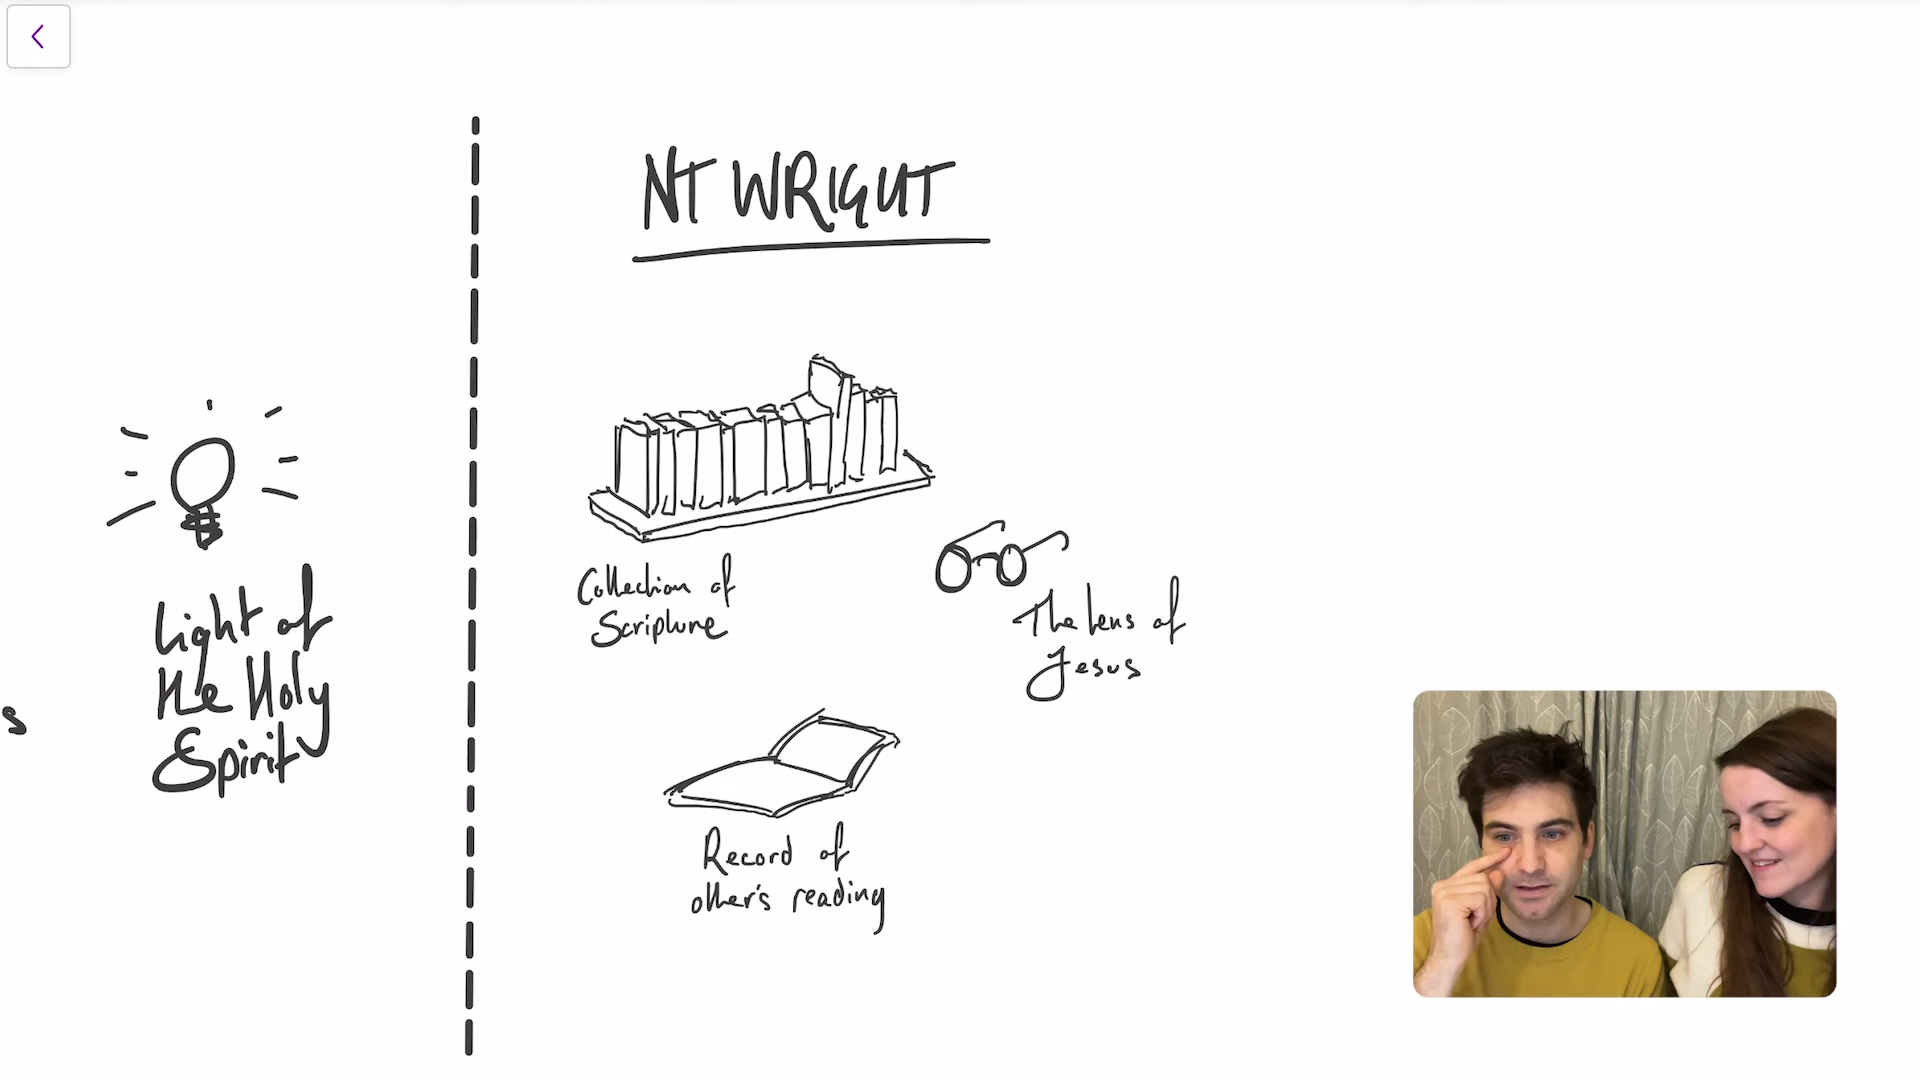 NT WRIGHT
Collection of
Scripture
The lens of
Jesus
Light of
the Holy
Spirit
s
Record of
other's reading